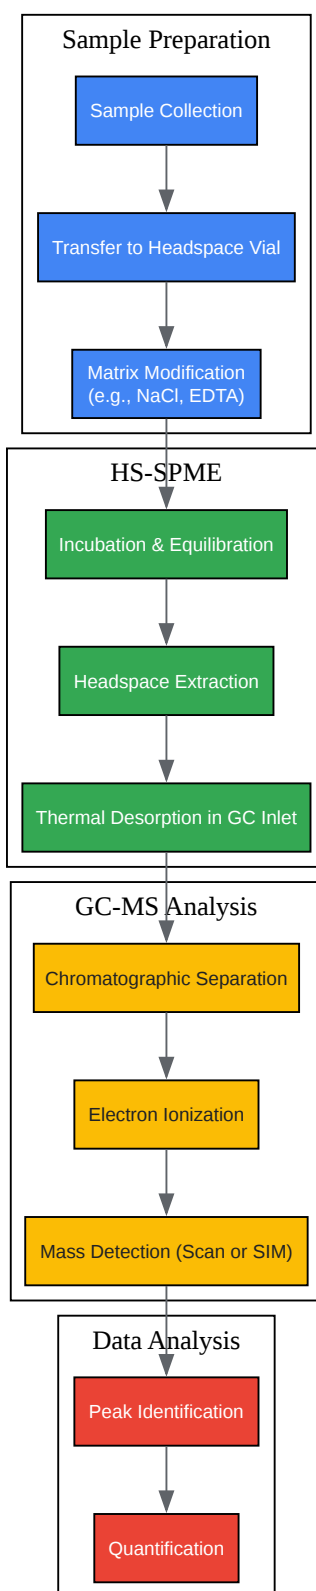 Sample Preparation
Sample Collection
Transfer to Headspace Vial
Matrix Modification
(e.g., NaCl, EDTA)
HS-SPME
Incubation & Equilibration
Headspace Extraction
Thermal Desorption in GC Inlet
GC-MS Analysis
Chromatographic Separation
Electron Ionization
Mass Detection (Scan or SIM)
Data Analysis
Peak Identification
Quantification